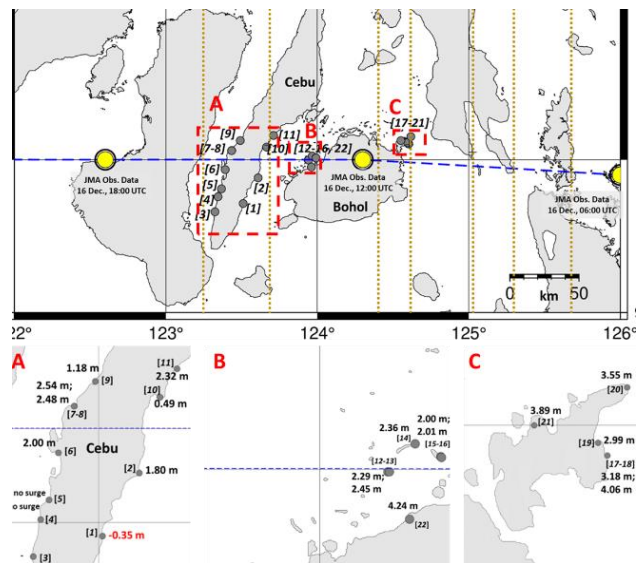 Cebu
A
C
[17-21]
[9]
[11]
B
[7-8]
[10]
[12-16, 22]
[6]
JMA Obs. Data
16 Dec., 18:00 UTC
[5]
[2]
JMA Obs. Data
16 Dec., 12:00 UTC
[4]
[3]
[1]
Bohol
JMA Obs. Data
16 Dec., 06:00 UTC
0 50
km
22° 123° 124° 125° 126°
A
[11]
1.18 m
2.32 m
[9]
[10]
2.54 m;
2.48 m
[7-8]
0.49 m
2.00 m
Cebu
[6]
[2]
1.80 m
no surge
[5]
o surge
[4]
[1]
-0.35 m
[3]
B
2.00 m;
2.01 m
2.36 m
[14]
[15-16]
[12-13]
2.29 m;
2.45 m
4.24 m
[22]
C
3.55 m
[20]
3.89 m
[21]
[19]
2.99 m
[17-18]
3.18 m;
4.06 m